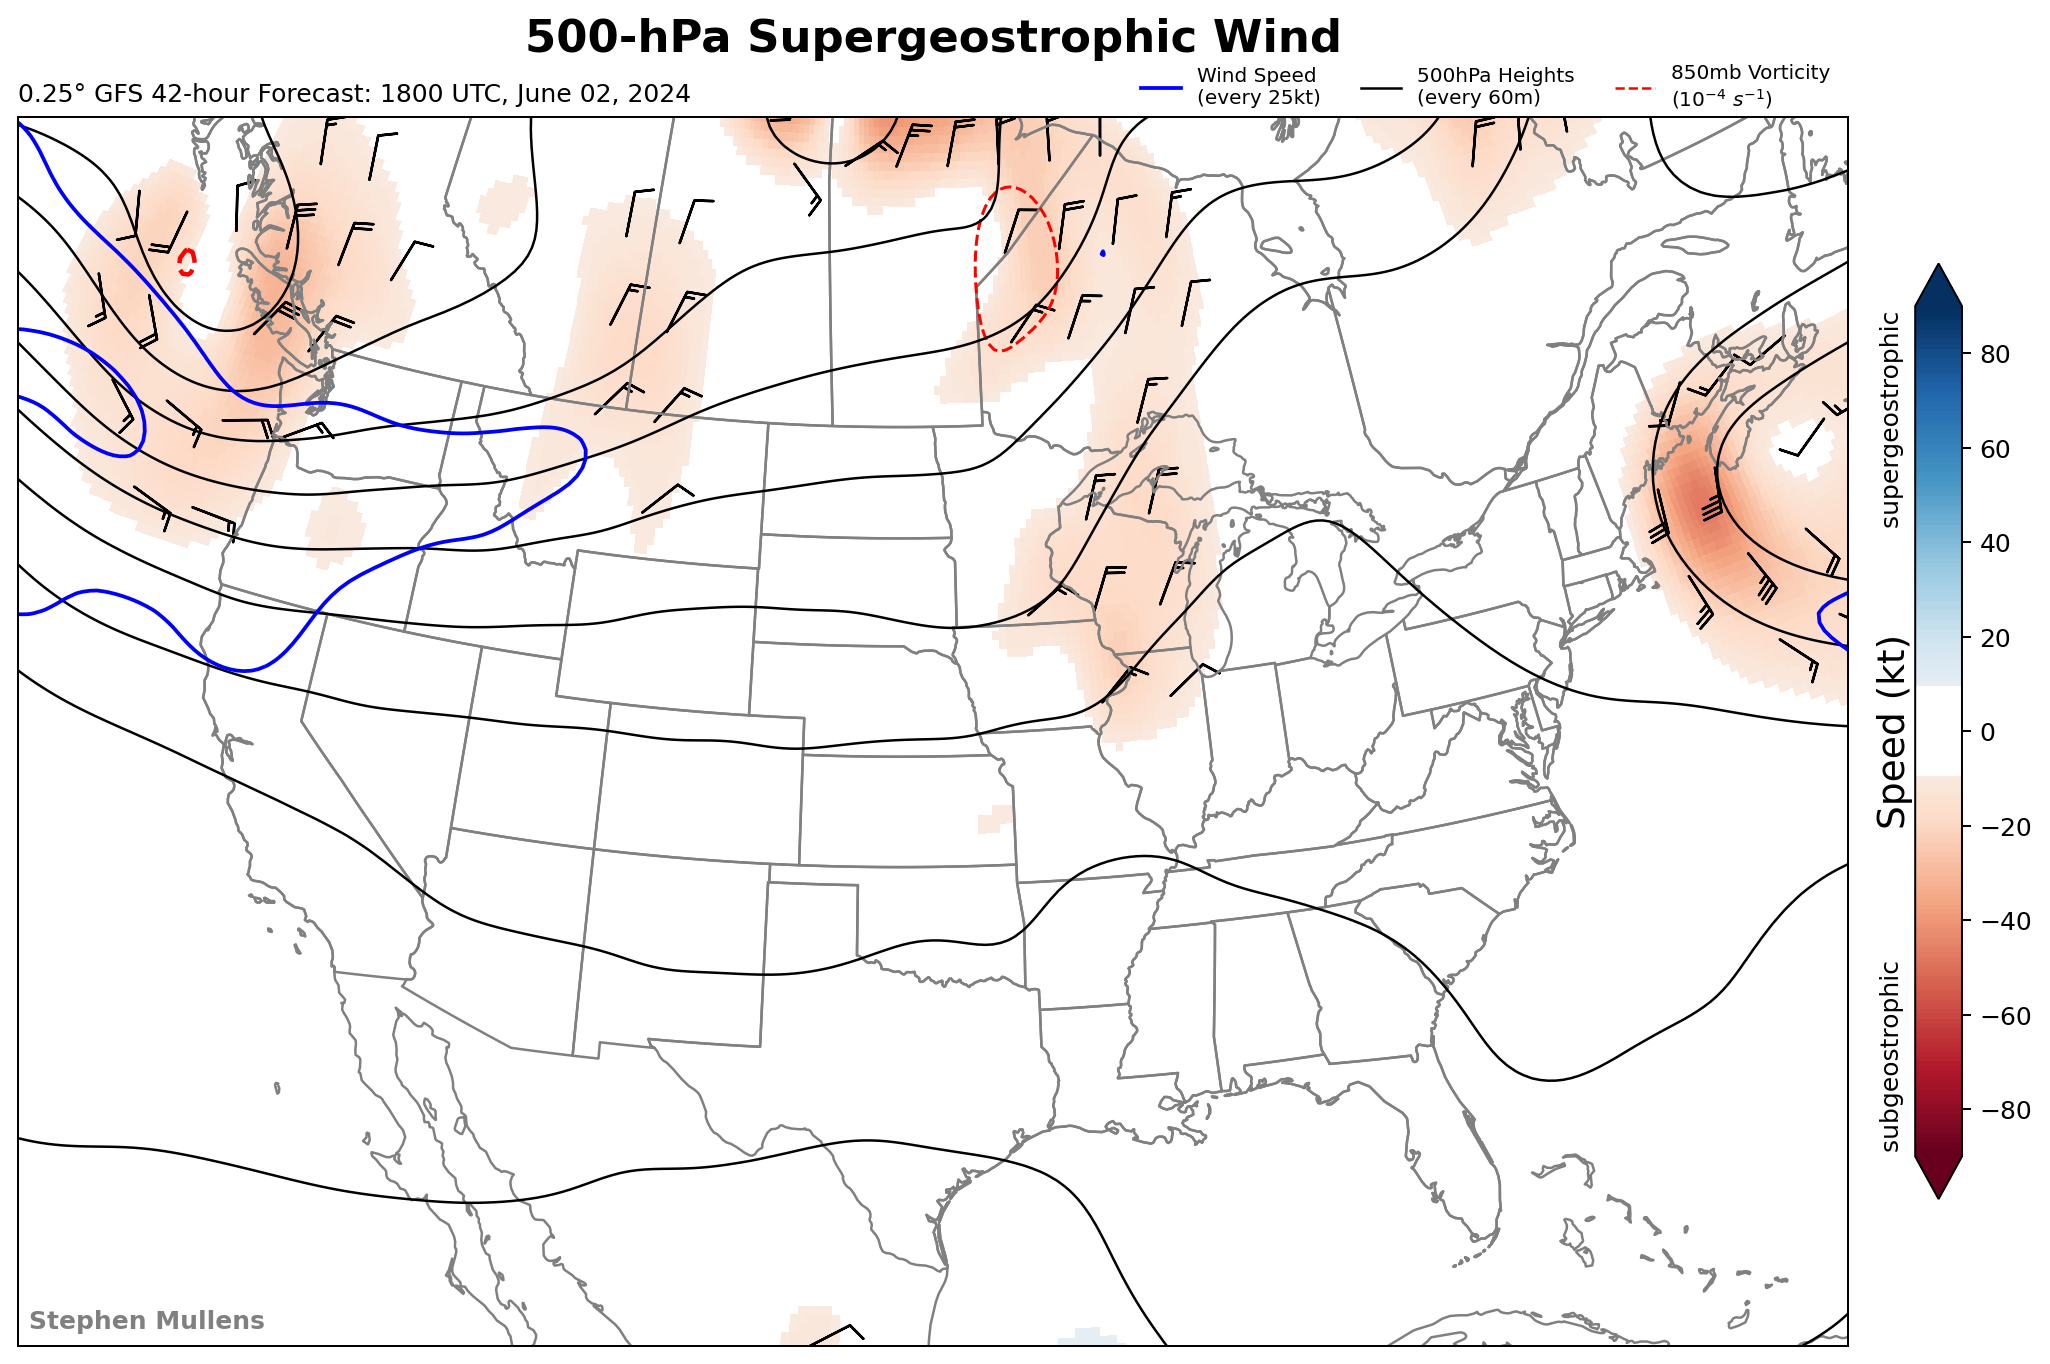 500-hPa Supergeostrophic Wind
0.25° GFS 42-hour Forecast: 1800 UTC, June 02, 2024
Wind Speed
(every 25kt)
500hPa Heights
(every 60m)
850mb Vorticity
(10⁻⁴ s⁻¹)
supergeostrophic
Speed (kt)
subgeostrophic
80
60
40
20
0
−20
−40
−60
−80
Stephen Mullens